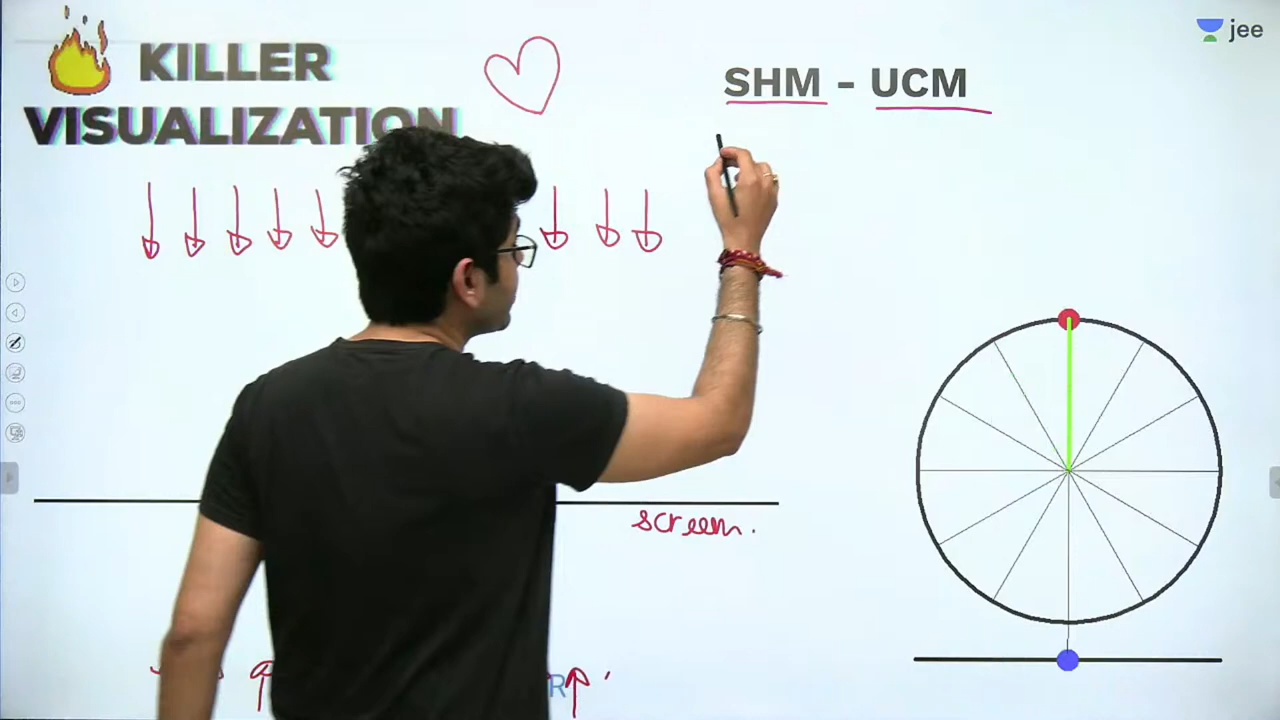 KILLER
VISUALIZATION
SHM - UCM
jee
screen.
R